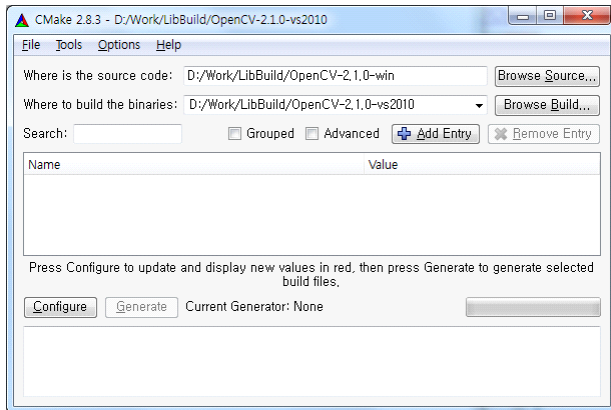 CMake 2.8.3 - D:/Work/LibBuild/OpenCV-2.1.0-vs2010
File Tools Options Help
Where is the source code: D:/Work/LibBuild/OpenCV-2,1,0-win Browse Source,,,
Where to build the binaries: D:/Work/LibBuild/OpenCV-2,1,0-vs2010 Browse Build,,,
Search: Grouped Advanced Add Entry Remove Entry
Name Value
Press Configure to update and display new values in red, then press Generate to generate selected
build files,
Configure Generate Current Generator: None